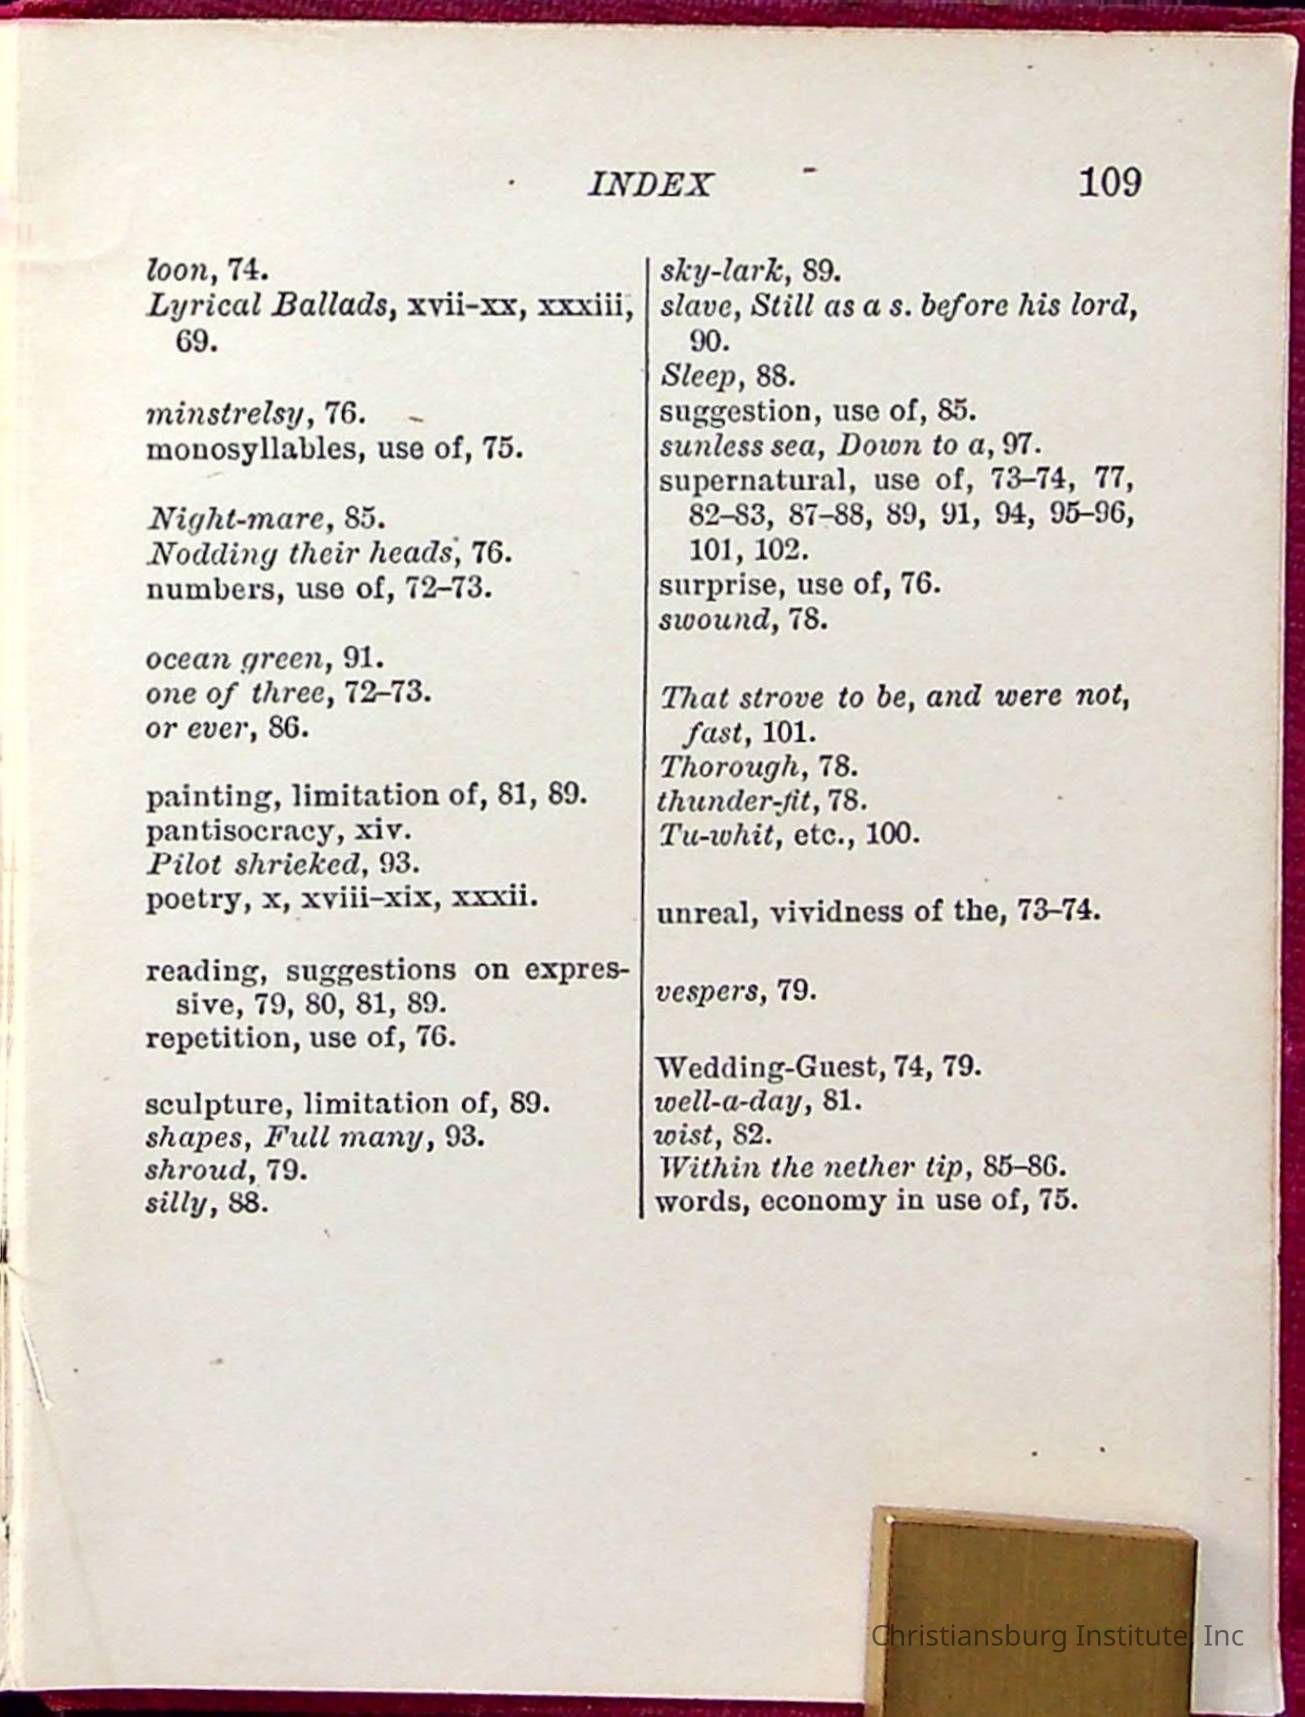 INDEX 109
loon, 74.
Lyrical Ballads, xvii–xx, xxxiii,
69.
minstrelsy, 76.
monosyllables, use of, 75.
Night-mare, 85.
Nodding their heads, 76.
numbers, use of, 72–73.
ocean green, 91.
one of three, 72–73.
or ever, 86.
painting, limitation of, 81, 89.
pantisocracy, xiv.
Pilot shrieked, 93.
poetry, x, xviii–xix, xxxii.
reading, suggestions on expres-
sive, 79, 80, 81, 89.
repetition, use of, 76.
sculpture, limitation of, 89.
shapes, Full many, 93.
shroud, 79.
silly, 88.
sky-lark, 89.
slave, Still as a s. before his lord,
90.
Sleep, 88.
suggestion, use of, 85.
sunless sea, Down to a, 97.
supernatural, use of, 73–74, 77,
82–83, 87–88, 89, 91, 94, 95–96,
101, 102.
surprise, use of, 76.
swound, 78.
That strove to be, and were not,
fast, 101.
Thorough, 78.
thunder-fit, 78.
Tu-whit, etc., 100.
unreal, vividness of the, 73–74.
vespers, 79.
Wedding-Guest, 74, 79.
well-a-day, 81.
wist, 82.
Within the nether tip, 85–86.
words, economy in use of, 75.
Christiansburg Institute, Inc